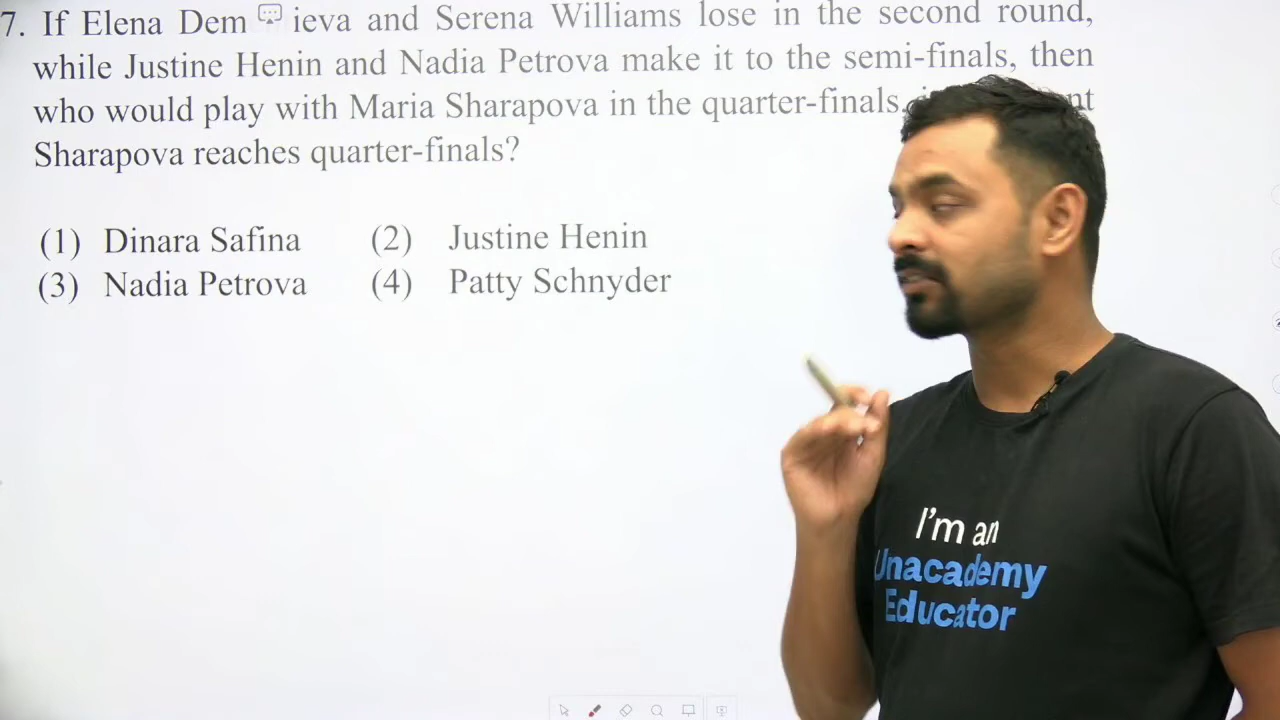 7. If Elena Dem ieva and Serena Williams lose in the second round,
while Justine Henin and Nadia Petrova make it to the semi-finals, then
who would play with Maria Sharapova in the quarter-finals, nt
Sharapova reaches quarter-finals?
(1) Dinara Safina (2) Justine Henin
(3) Nadia Petrova (4) Patty Schnyder
I'm an
Unacademy
Educator